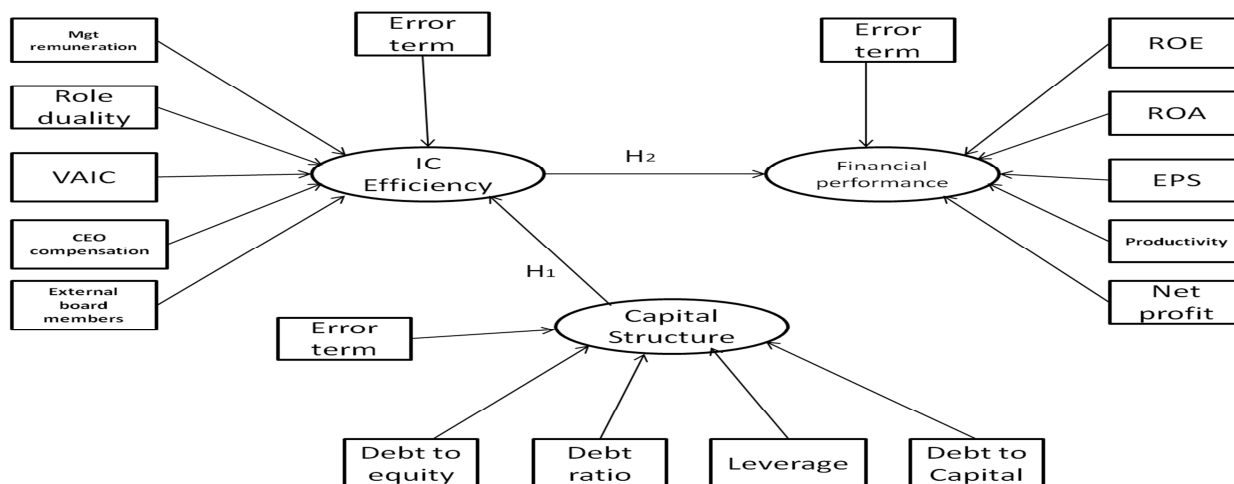 Mgt
remuneration
Role
duality
VAIC
CEO
compensation
External
board
members
Error
term
IC
Efficiency
H2
Error
term
Financial
performance
ROE
ROA
EPS
Productivity
Net
profit
H1
Capital
Structure
Error
term
Debt to
equity
Debt
ratio
Leverage
Debt to
Capital